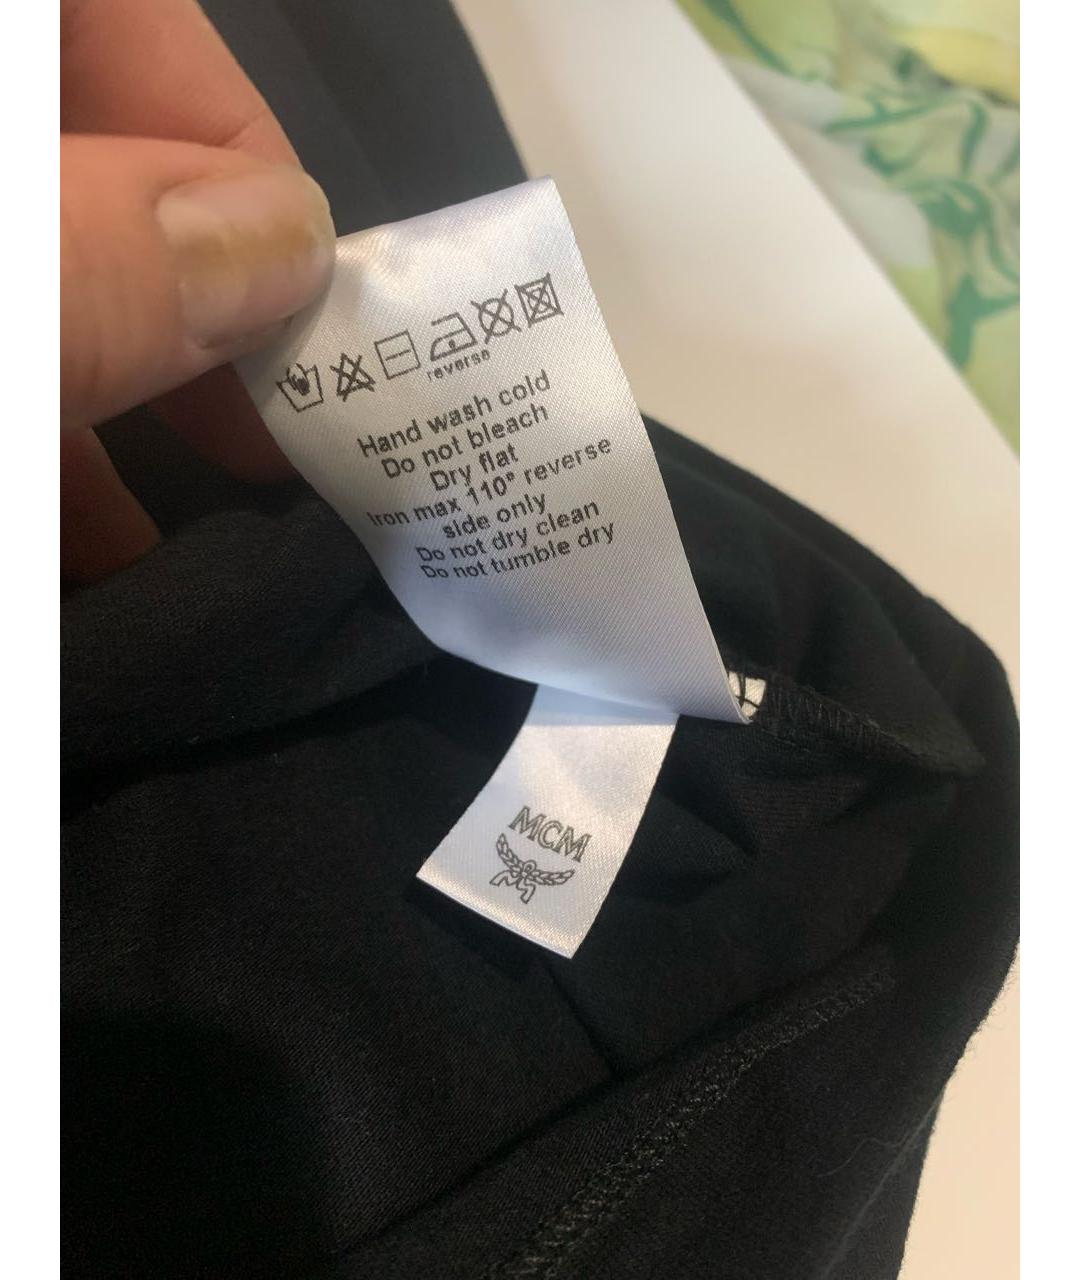 reverse
Hand wash cold
Do not bleach
Dry flat
Iron max 110° reverse
side only
Do not dry clean
Do not tumble dry
MCM